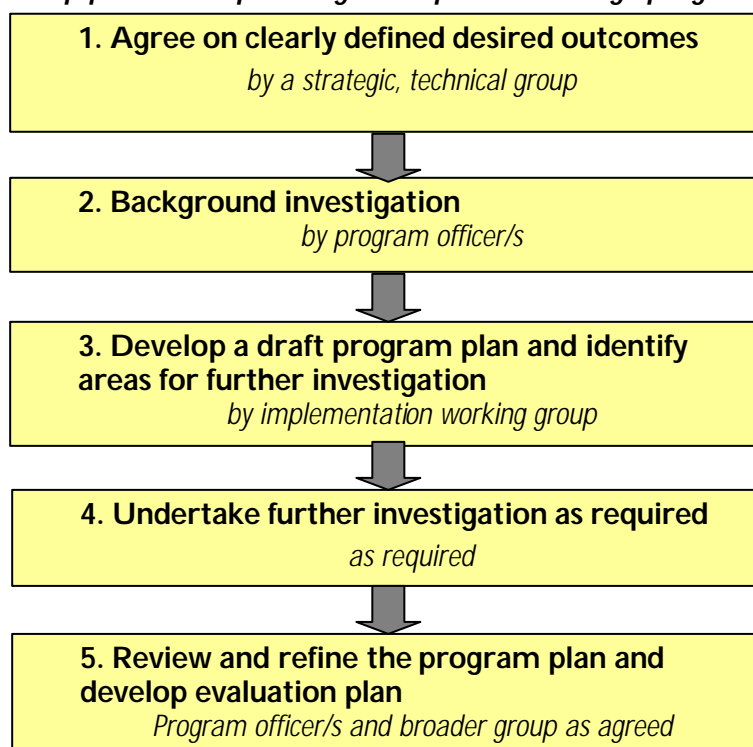 1. Agree on clearly defined desired outcomes
by a strategic, technical group
2. Background investigation
by program officer/s
3. Develop a draft program plan and identify
areas for further investigation
by implementation working group
4. Undertake further investigation as required
as required
5. Review and refine the program plan and
develop evaluation plan
Program officer/s and broader group as agreed